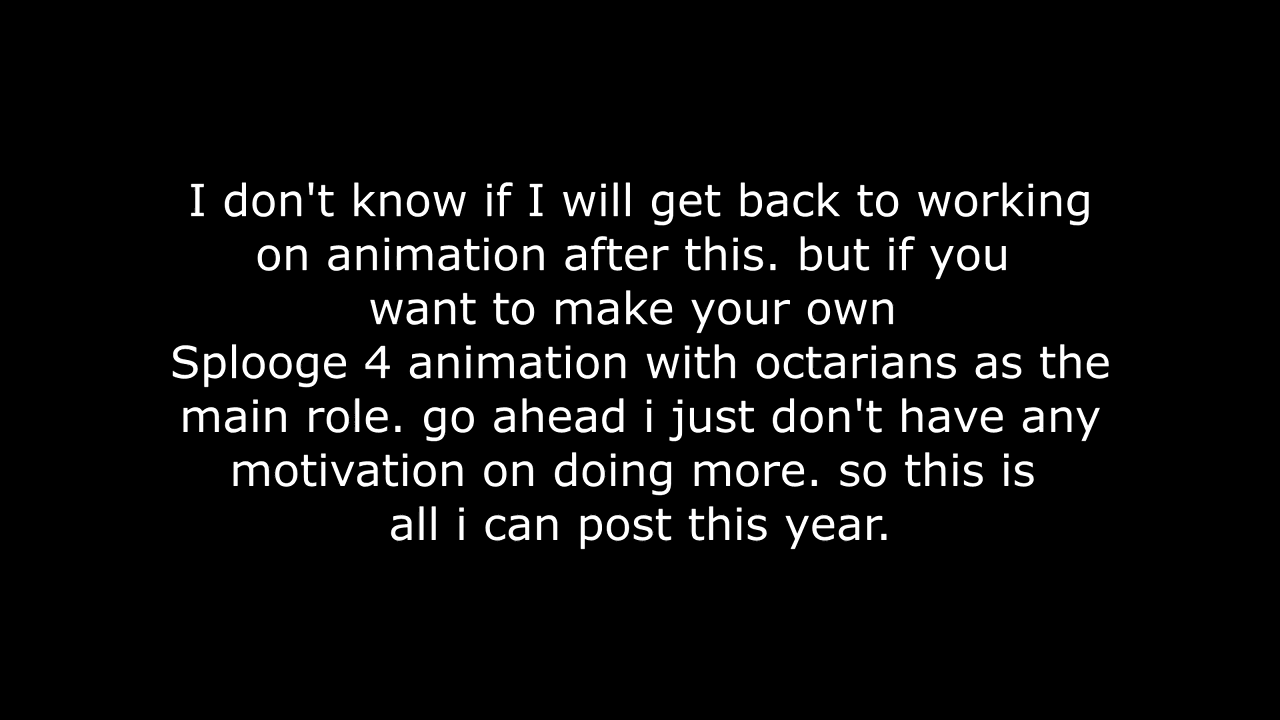 I don't know if I will get back to working
on animation after this. but if you
want to make your own
Splooge 4 animation with octarians as the
main role. go ahead i just don't have any
motivation on doing more. so this is
all i can post this year.